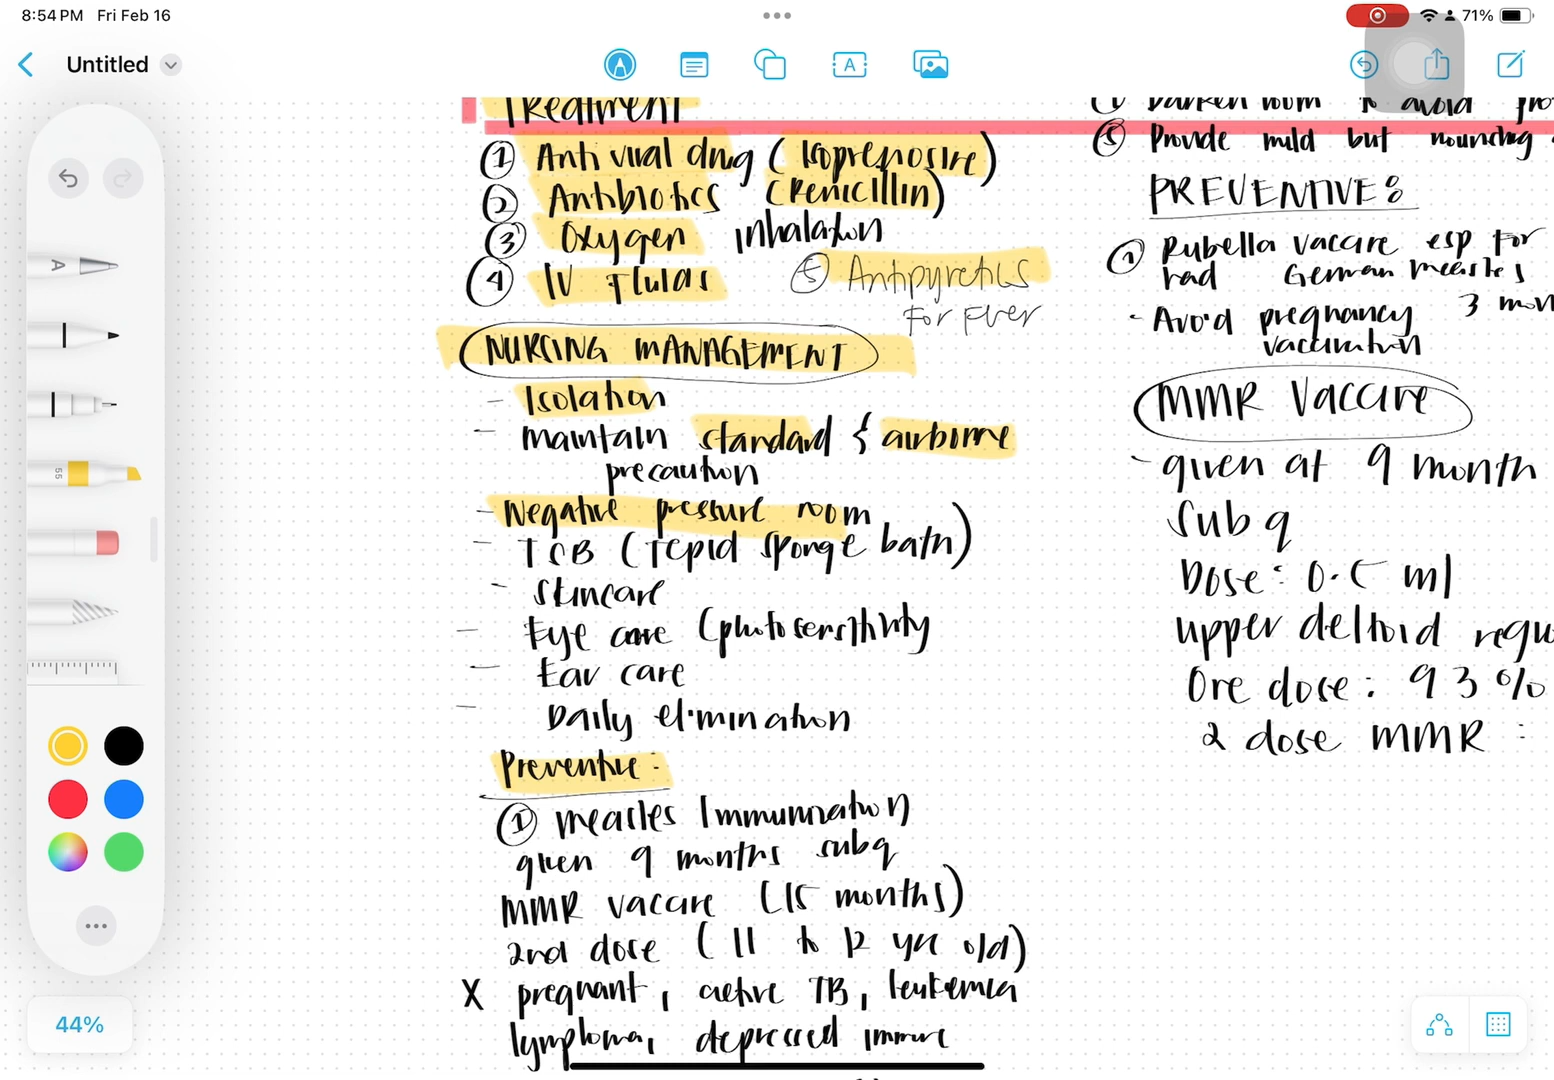 8:54 PM Fri Feb 16
71%
Untitled
Treatment
① Anti viral drug (Isoprenosine)
② Antibiotics (Penicillin)
③ Oxygen inhalation
④ IV Fluids
⑤ Antipyretics
For Fever
NURSING MANAGEMENT
- Isolation
- maintain standard & airborne
precaution
- Negative pressure room
- TSB (Tepid sponge bath)
- Skincare
- Eye care (photosensitivity
- Ear care
- Daily elimination
Preventive:
① measles Immunization
given 9 months subq
MMR vaccine (15 months)
2nd dose (11 to 12 yrs old)
X pregnant, active TB, leukemia
lymphoma, depressed immune
Darken room to avoid
⑤ Provide mild but nourishing
PREVENTIVE:
① Rubella vaccine esp For
had German measles
- Avoid pregnancy 3 mon
vaccination
MMR Vaccine
- given at 9 month
Sub q
Dose: 0.5 ml
upper deltoid regio
One dose: 93%
2 dose MMR :
A
55
A
44%